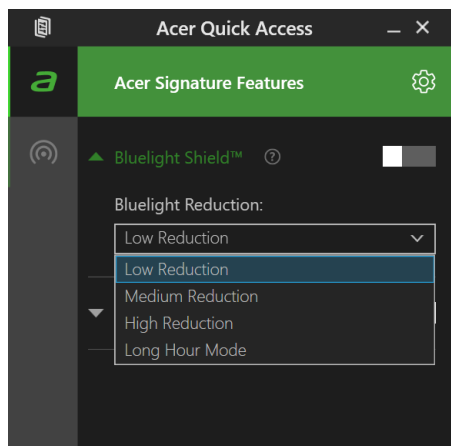 Acer Quick Access
a
Acer Signature Features
Bluelight Shield™ ?
Bluelight Reduction:
Low Reduction
Low Reduction
Medium Reduction
High Reduction
Long Hour Mode